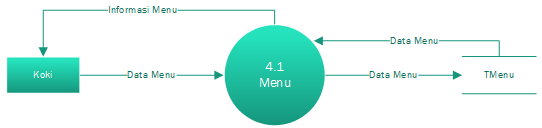 Informasi Menu
Data Menu
Koki
Data Menu
4.1
Menu
Data Menu
TMenu